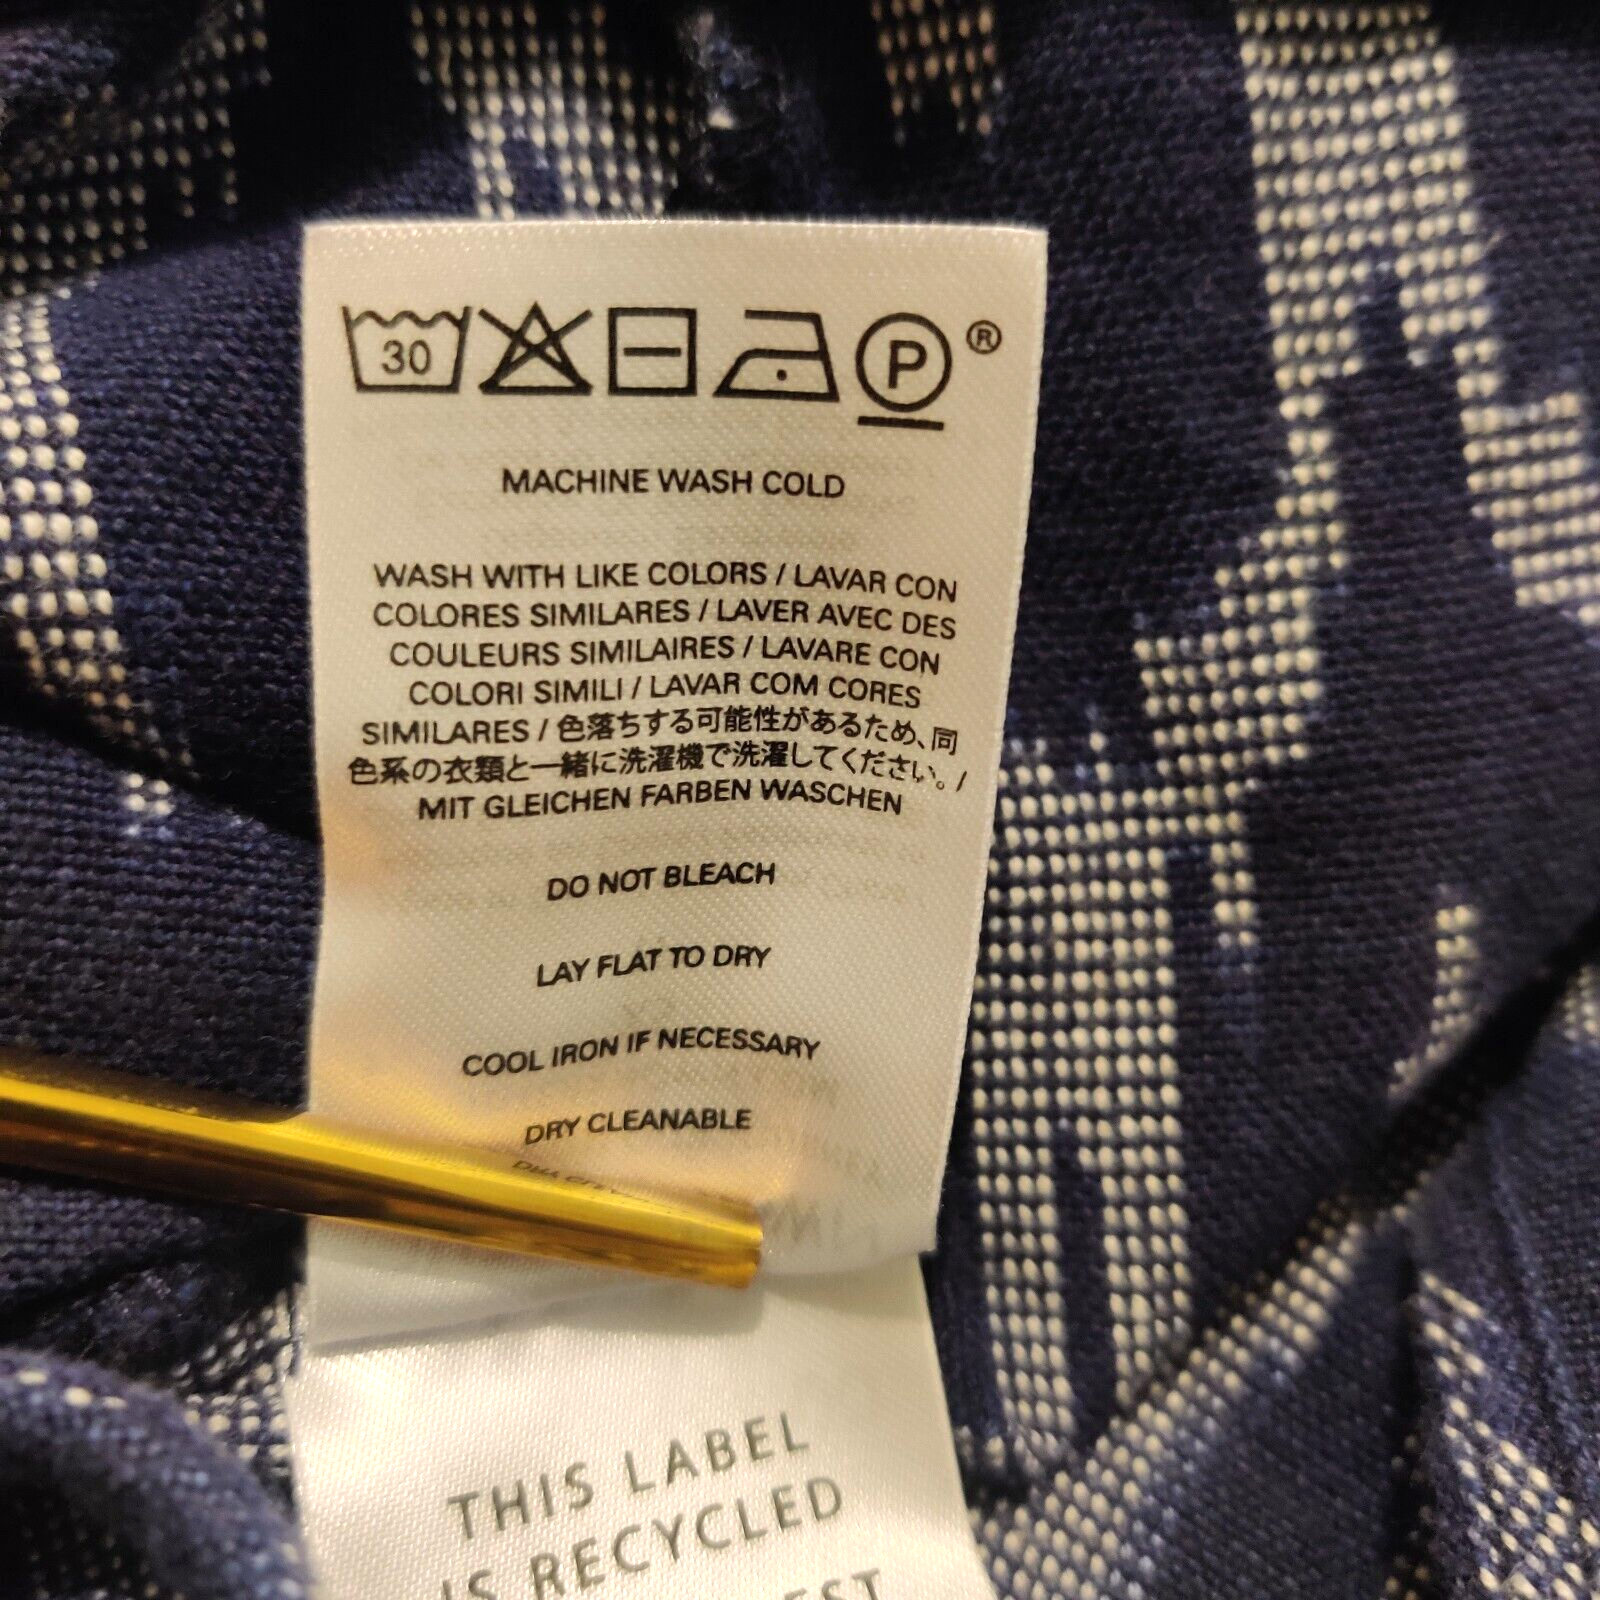 30 P ®
MACHINE WASH COLD
WASH WITH LIKE COLORS / LAVAR CON
COLORES SIMILARES / LAVER AVEC DES
COULEURS SIMILAIRES / LAVARE CON
COLORI SIMILI / LAVAR COM CORES
SIMILARES / 色落ちする可能性があるため、同
色系の衣類と一緒に洗濯機で洗濯してください。/
MIT GLEICHEN FARBEN WASCHEN
DO NOT BLEACH
LAY FLAT TO DRY
COOL IRON IF NECESSARY
DRY CLEANABLE
THIS LABEL
IS RECYCLED